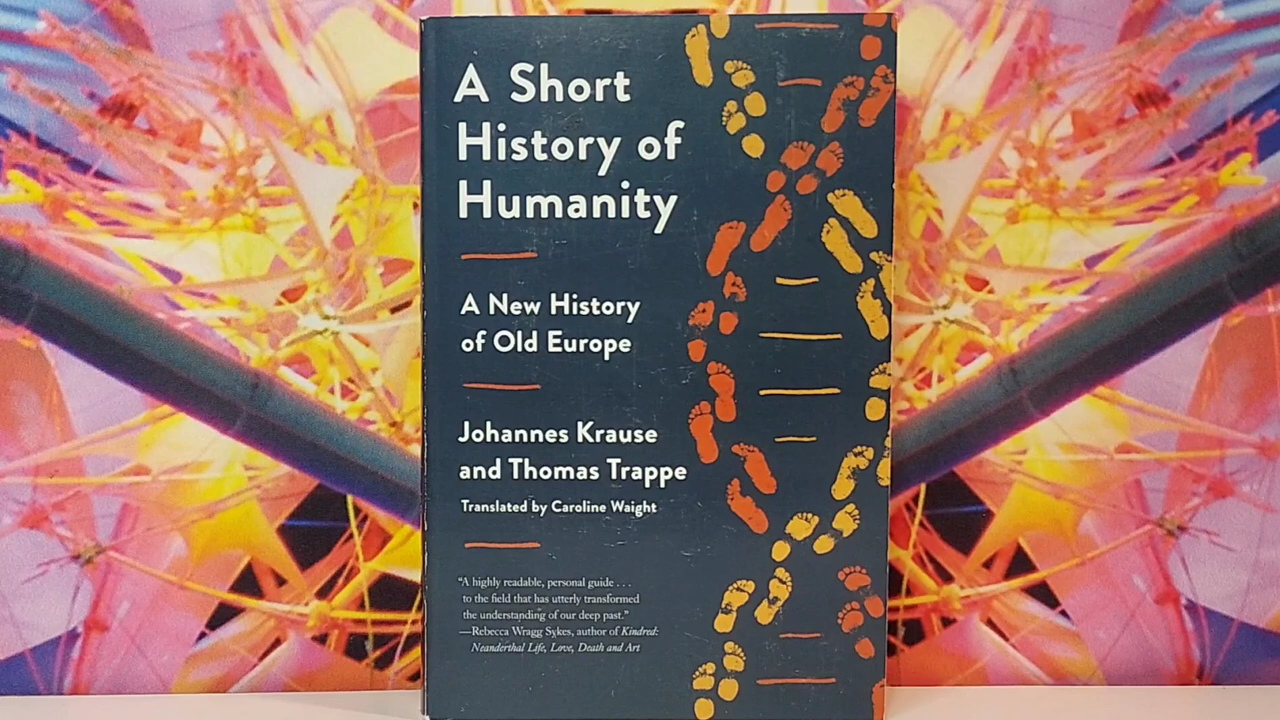 A Short
History of
Humanity
A New History
of Old Europe
Johannes Krause
and Thomas Trappe
Translated by Caroline Waight
“A highly readable, personal guide . . .
to the field that has utterly transformed
the understanding of our deep past.”
—Rebecca Wragg Sykes, author of Kindred:
Neanderthal Life, Love, Death and Art